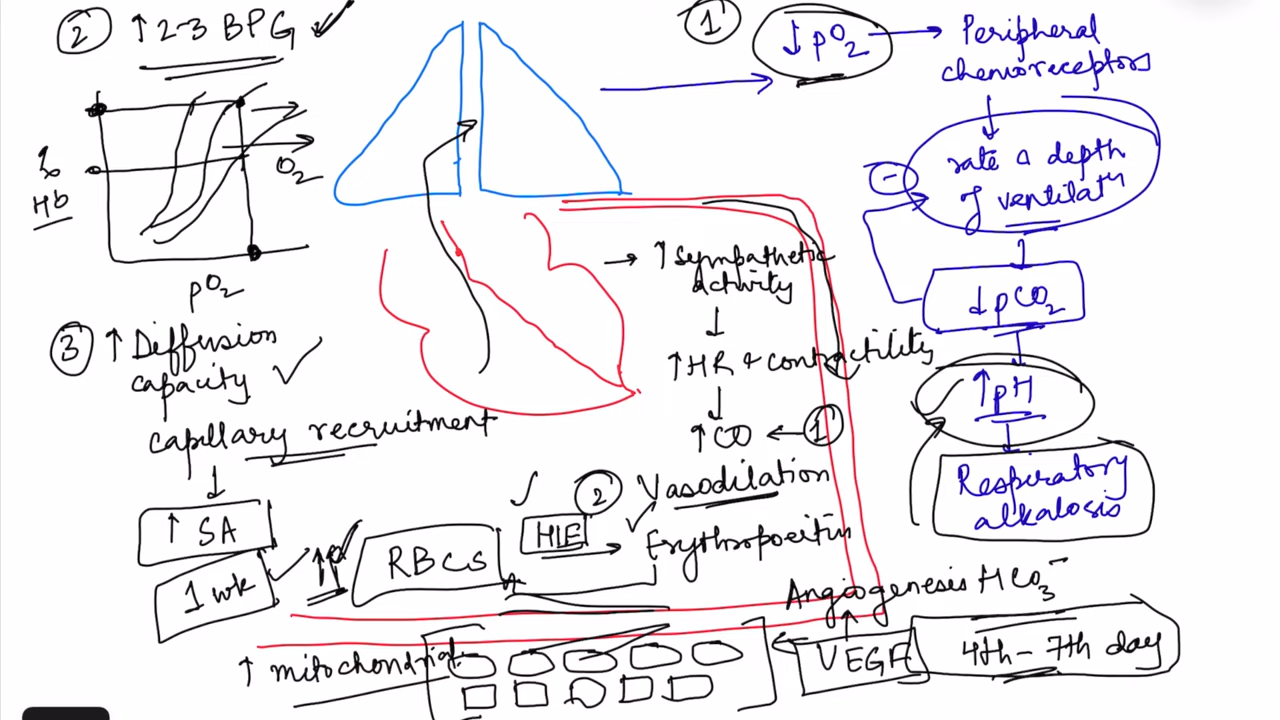 ② ↑ 2-3 BPG ✓
% Hb
O2
pO2
③ ↑ Diffusion
capacity ✓
capillary recruitment
↓
↑ SA
1 wk
① ↓ pO2 → Peripheral
chemoreceptors
↓
rate & depth
of ventilatn
(-)
↓
↓ pCO2
↑ pH
↓
Respiratory
alkalosis
HCO3-
4th - 7th day
→ ↑ Sympathetic
activity
↓
↑ HR + contractility
↓
↑ CO ← ①
② Vasodilation
HIF → Erythropoeitin
RBCs
Angiogenesis
↑
VEGF
↑ mitochondria